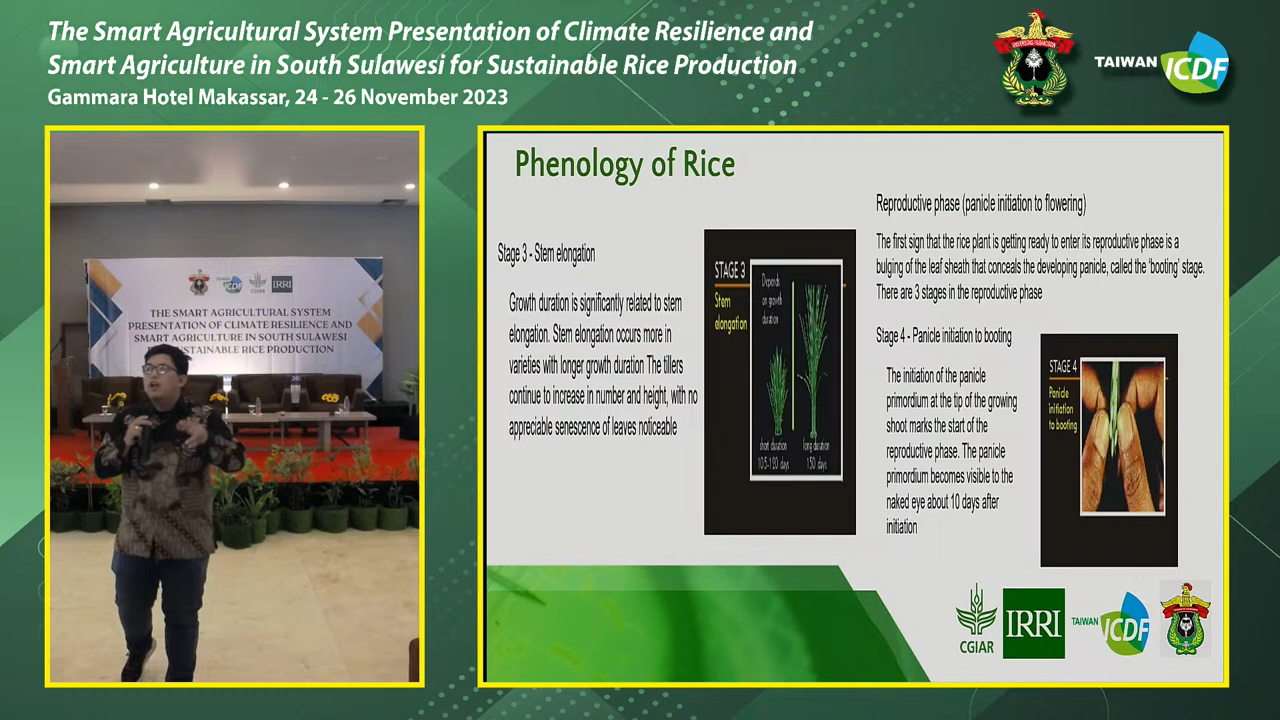 The Smart Agricultural System Presentation of Climate Resilience and
Smart Agriculture in South Sulawesi for Sustainable Rice Production
Gammara Hotel Makassar, 24 - 26 November 2023
UNIVERSITAS HASANUDDIN
TAIWAN ICDF
TAIWAN ICDF
CGIAR
IRRI
THE SMART AGRICULTURAL SYSTEM
PRESENTATION OF CLIMATE RESILIENCE AND
SMART AGRICULTURE IN SOUTH SULAWESI
SUSTAINABLE RICE PRODUCTION
Phenology of Rice
Stage 3 - Stem elongation
Growth duration is significantly related to stem
elongation. Stem elongation occurs more in
varieties with longer growth duration The tillers
continue to increase in number and height, with no
appreciable senescence of leaves noticeable
STAGE 3
Stem
elongation
Depends
on growth
duration
short duration
105-120 days
long duration
150 days
Reproductive phase (panicle initiation to flowering)
The first sign that the rice plant is getting ready to enter its reproductive phase is a
bulging of the leaf sheath that conceals the developing panicle, called the 'booting' stage.
There are 3 stages in the reproductive phase
Stage 4 - Panicle initiation to booting
The initiation of the panicle
primordium at the tip of the growing
shoot marks the start of the
reproductive phase. The panicle
primordium becomes visible to the
naked eye about 10 days after
initiation
STAGE 4
Panicle
initiation
to booting
CGIAR
IRRI
TAIWAN ICDF